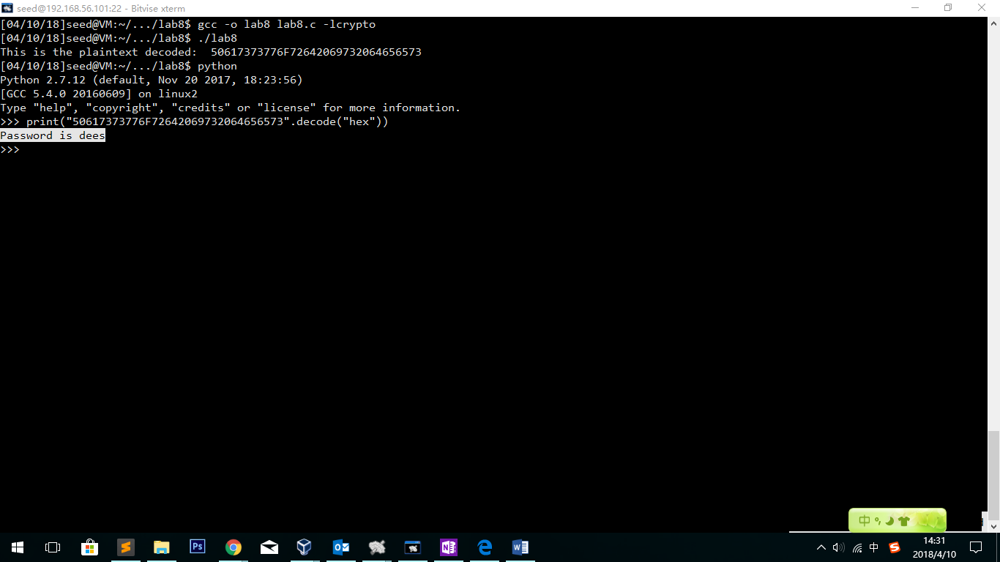 seed@192.168.56.101:22 - Bitvise xterm
[04/10/18]seed@VM:~/.../lab8$ gcc -o lab8 lab8.c -lcrypto
[04/10/18]seed@VM:~/.../lab8$ ./lab8
This is the plaintext decoded:  50617373776F72642069732064656573
[04/10/18]seed@VM:~/.../lab8$ python
Python 2.7.12 (default, Nov 20 2017, 18:23:56)
[GCC 5.4.0 20160609] on linux2
Type "help", "copyright", "credits" or "license" for more information.
>>> print("50617373776F72642069732064656573".decode("hex"))
Password is dees
>>>
中
Ps
N
W
中
S
14:31
2018/4/10